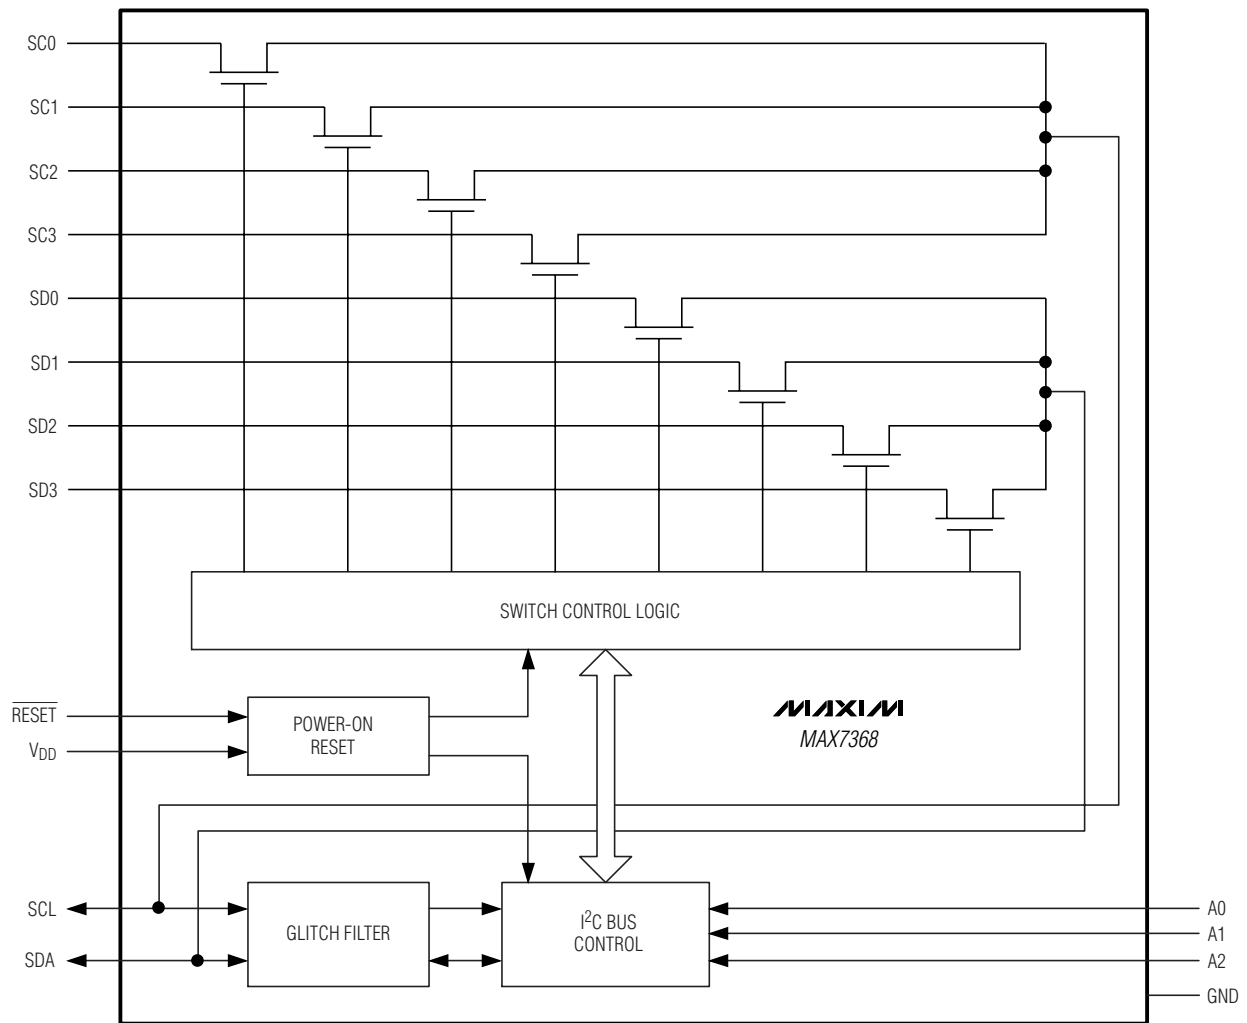 SC0
SC1
SC2
SC3
SD0
SD1
SD2
SD3
SWITCH CONTROL LOGIC
RESET
VDD
POWER-ON
RESET
MAXIM
MAX7368
SCL
SDA
GLITCH FILTER
I2C BUS
CONTROL
A0
A1
A2
GND